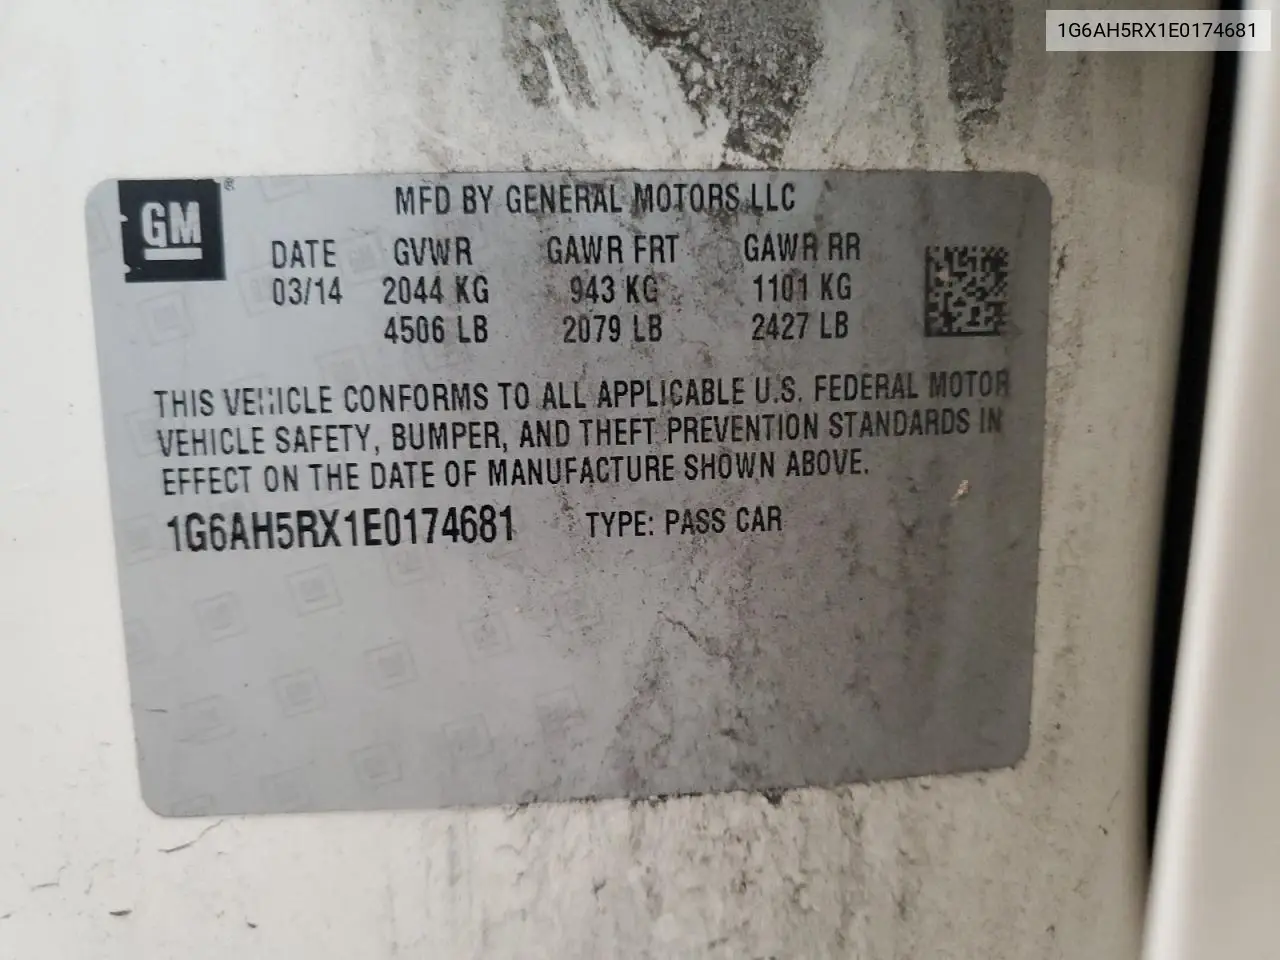 1G6AH5RX1E0174681
GM ®
MFD BY GENERAL MOTORS LLC
DATE GVWR GAWR FRT GAWR RR
03/14 2044 KG 943 KG 1101 KG
4506 LB 2079 LB 2427 LB
THIS VEHICLE CONFORMS TO ALL APPLICABLE U.S. FEDERAL MOTOR
VEHICLE SAFETY, BUMPER, AND THEFT PREVENTION STANDARDS IN
EFFECT ON THE DATE OF MANUFACTURE SHOWN ABOVE.
1G6AH5RX1E0174681 TYPE: PASS CAR